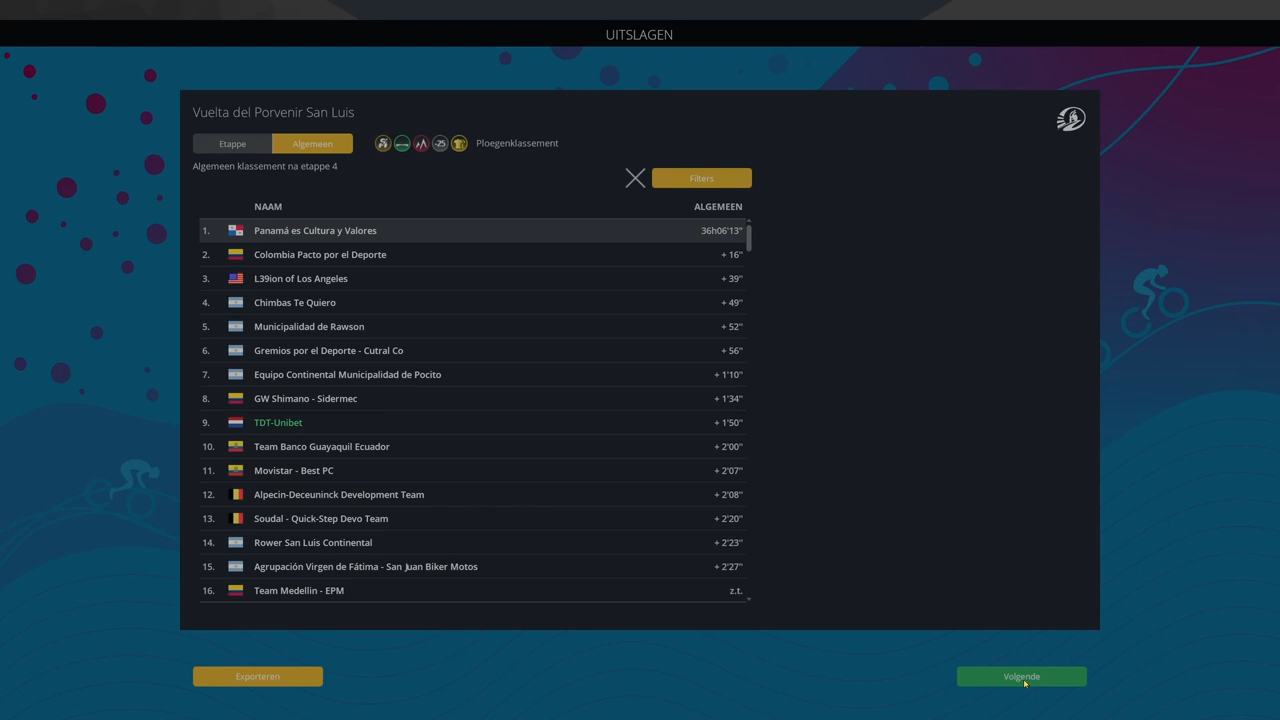 UITSLAGEN
Vuelta del Porvenir San Luis
Etappe Algemeen -25 Ploegenklassement
Algemeen klassement na etappe 4
Filters
NAAM ALGEMEEN
1. Panamá es Cultura y Valores 36h06'13"
2. Colombia Pacto por el Deporte + 16"
3. L39ion of Los Angeles + 39"
4. Chimbas Te Quiero + 49"
5. Municipalidad de Rawson + 52"
6. Gremios por el Deporte - Cutral Co + 56"
7. Equipo Continental Municipalidad de Pocito + 1'10"
8. GW Shimano - Sidermec + 1'34"
9. TDT-Unibet + 1'50"
10. Team Banco Guayaquil Ecuador + 2'00"
11. Movistar - Best PC + 2'07"
12. Alpecin-Deceuninck Development Team + 2'08"
13. Soudal - Quick-Step Devo Team + 2'20"
14. Rower San Luis Continental + 2'23"
15. Agrupación Virgen de Fátima - San Juan Biker Motos + 2'27"
16. Team Medellin - EPM z.t.
Exporteren Volgende